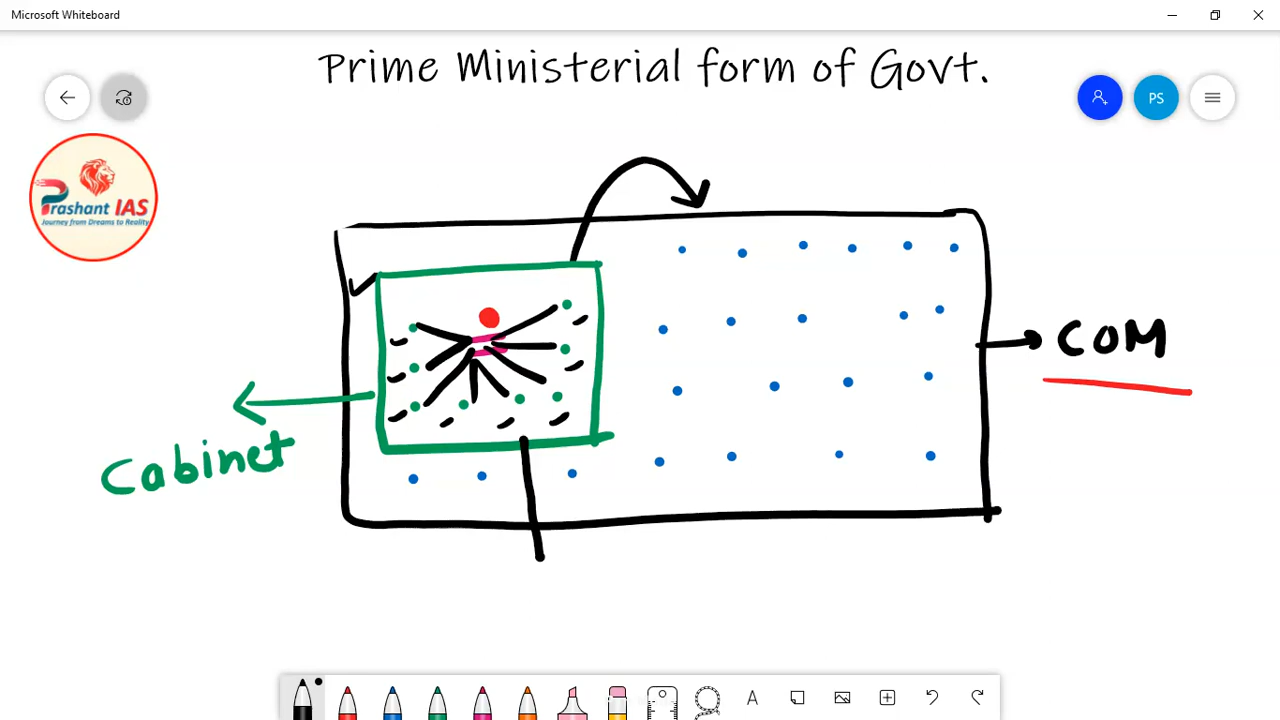 Microsoft Whiteboard
Prime Ministerial form of Govt.
PS
Prashant IAS
Journey from Dreams to Reality
COM
Cabinet
A